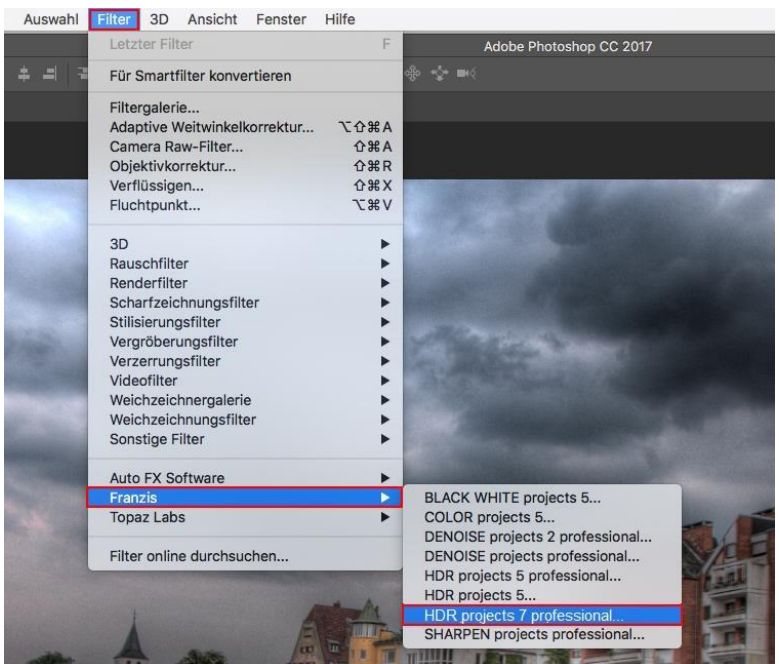 Auswahl Filter 3D Ansicht Fenster Hilfe
Letzter Filter F
Adobe Photoshop CC 2017
Für Smartfilter konvertieren
Filtergalerie...
Adaptive Weitwinkelkorrektur... ⌥⇧⌘A
Camera Raw-Filter... ⇧⌘A
Objektivkorrektur... ⇧⌘R
Verflüssigen... ⇧⌘X
Fluchtpunkt... ⌥⌘V
3D
Rauschfilter
Renderfilter
Scharfzeichnungsfilter
Stilisierungsfilter
Vergröberungsfilter
Verzerrungsfilter
Videofilter
Weichzeichnergalerie
Weichzeichnungsfilter
Sonstige Filter
Auto FX Software
Franzis
Topaz Labs
Filter online durchsuchen...
BLACK WHITE projects 5...
COLOR projects 5...
DENOISE projects 2 professional...
DENOISE projects professional...
HDR projects 5 professional...
HDR projects 5...
HDR projects 7 professional...
SHARPEN projects professional...